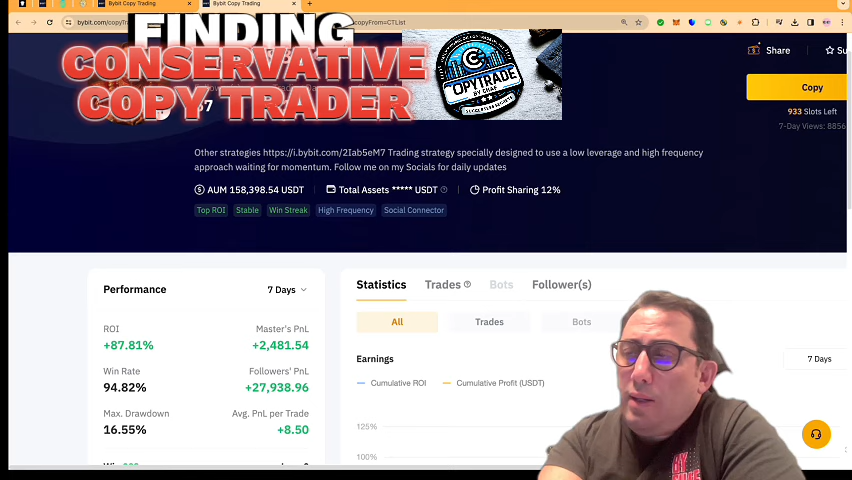 Bybit Copy Trading
Bybit Copy Trading
FINDING
CONSERVATIVE
COPY TRADER
COPYTRADE
BY CHAF
Share
Copy
933 Slots Left
7-Day Views: 8856
Other strategies https://i.bybit.com/2Iab5eM7 Trading strategy specially designed to use a low leverage and high frequency
approach waiting for momentum. Follow me on my Socials for daily updates
AUM 158,398.54 USDT
Total Assets ***** USDT
Profit Sharing 12%
Top ROI
Stable
Win Streak
High Frequency
Social Connector
Performance
7 Days
ROI
Master's PnL
+87.81%
+2,481.54
Win Rate
Followers' PnL
94.82%
+27,938.96
Max. Drawdown
Avg. PnL per Trade
16.55%
+8.50
Statistics
Trades
Bots
Follower(s)
All
Trades
Bots
Earnings
7 Days
Cumulative ROI
Cumulative Profit (USDT)
125%
100%